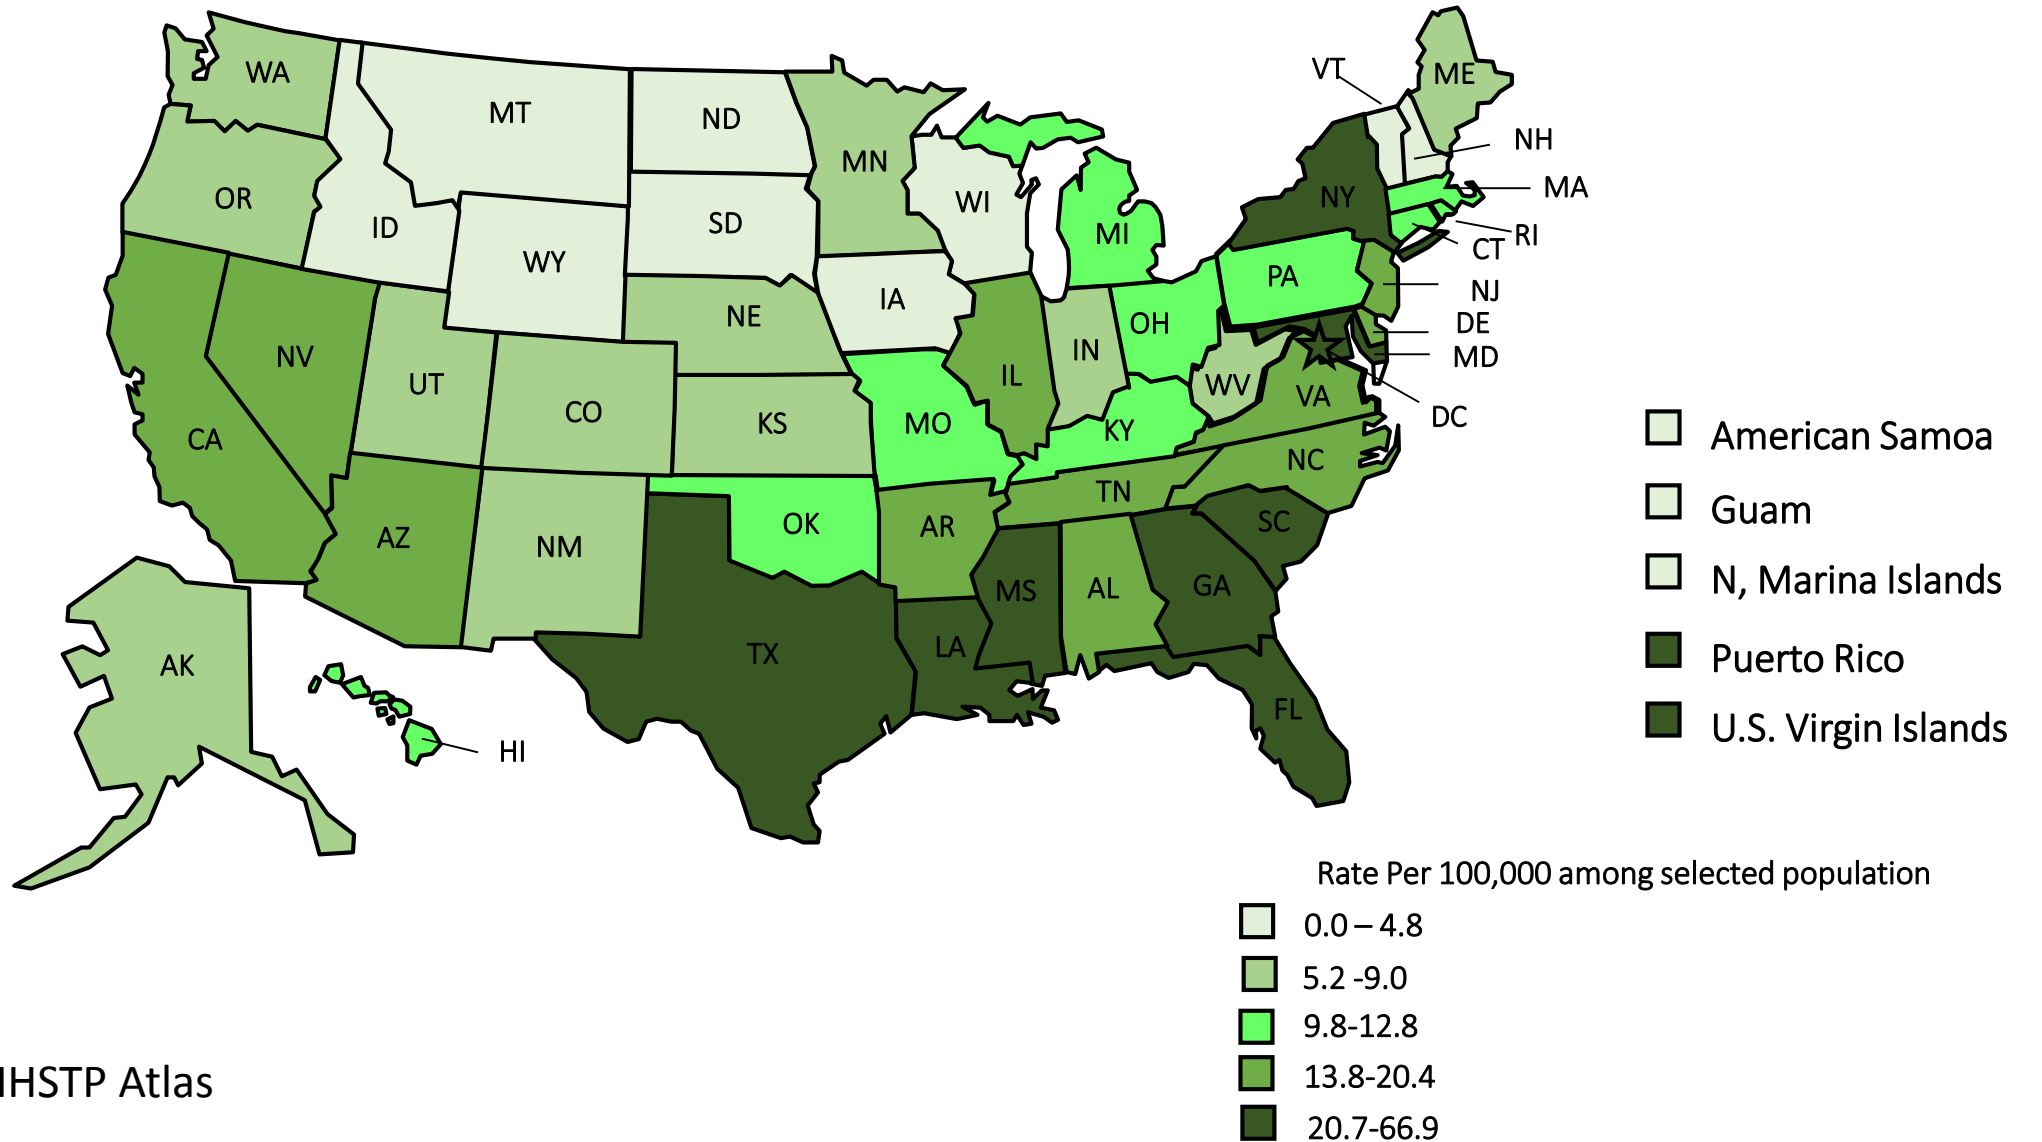 WA
MT
ND
MN
VT
ME
NH
MA
RI
CT
NJ
DE
MD
DC
OR
ID
WY
SD
WI
MI
NY
PA
NE
IA
IL
IN
OH
WV
VA
NV
UT
CO
KS
MO
KY
CA
NC
TN
AZ
NM
OK
AR
SC
MS
AL
GA
TX
LA
FL
AK
HI
American Samoa
Guam
N, Marina Islands
Puerto Rico
U.S. Virgin Islands
Rate Per 100,000 among selected population
0.0 – 4.8
5.2 -9.0
9.8-12.8
13.8-20.4
20.7-66.9
HSTP Atlas